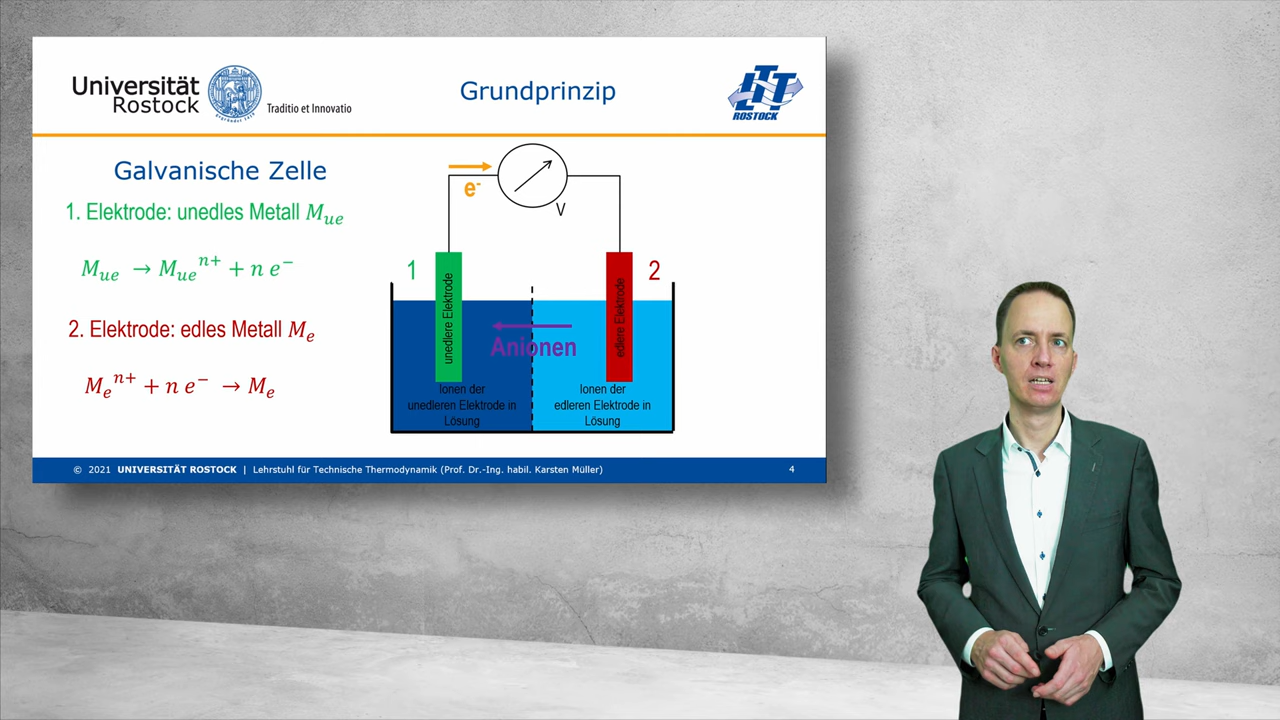 Universität
Rostock
Traditio et Innovatio
Grundprinzip
LTT
ROSTOCK
Galvanische Zelle
1. Elektrode: unedles Metall M_ue
M_ue → M_ue^n+ + n e^-
2. Elektrode: edles Metall M_e
M_e^n+ + n e^- → M_e
e^-
V
1
2
unedlere Elektrode
edlere Elektrode
Anionen
Ionen der
unedleren Elektrode in
Lösung
Ionen der
edleren Elektrode in
Lösung
© 2021 UNIVERSITÄT ROSTOCK | Lehrstuhl für Technische Thermodynamik (Prof. Dr.-Ing. habil. Karsten Müller)
4